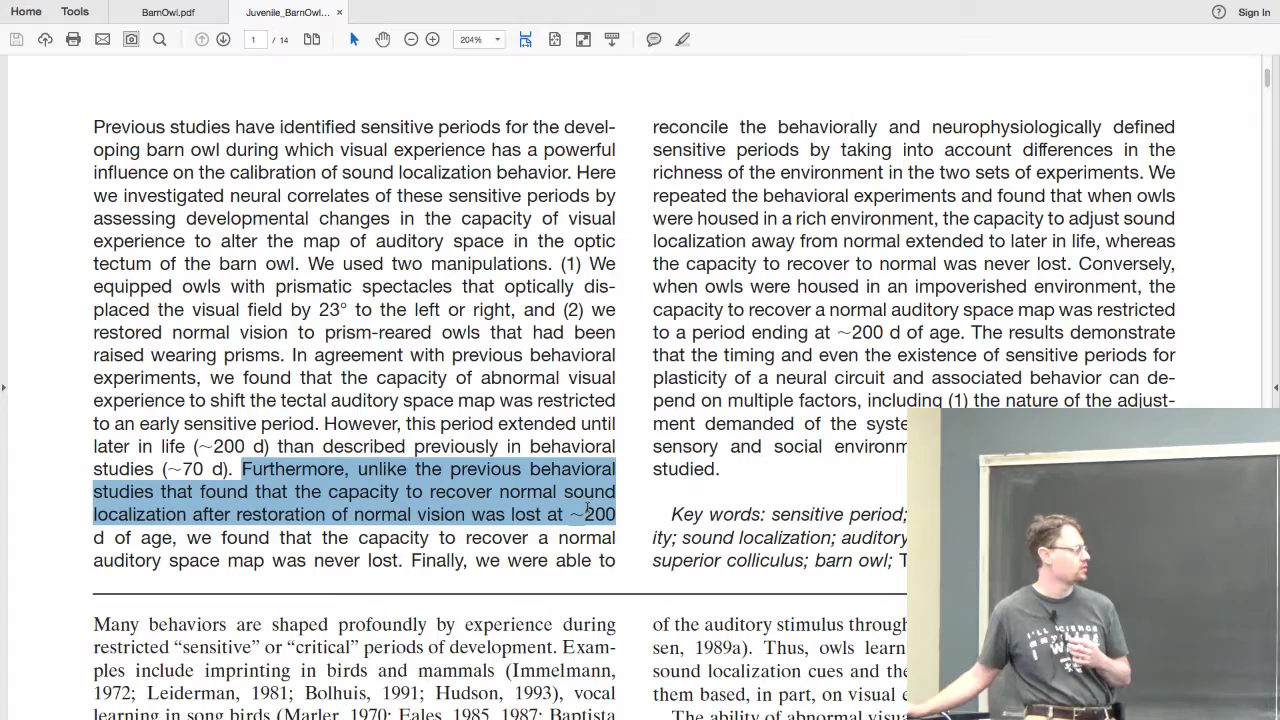 Home
Tools
BarnOwl.pdf
Juvenile_BarnOwl...
×
Sign In
1
/ 14
204%
Previous studies have identified sensitive periods for the devel-
oping barn owl during which visual experience has a powerful
influence on the calibration of sound localization behavior. Here
we investigated neural correlates of these sensitive periods by
assessing developmental changes in the capacity of visual
experience to alter the map of auditory space in the optic
tectum of the barn owl. We used two manipulations. (1) We
equipped owls with prismatic spectacles that optically dis-
placed the visual field by 23° to the left or right, and (2) we
restored normal vision to prism-reared owls that had been
raised wearing prisms. In agreement with previous behavioral
experiments, we found that the capacity of abnormal visual
experience to shift the tectal auditory space map was restricted
to an early sensitive period. However, this period extended until
later in life (~200 d) than described previously in behavioral
studies (~70 d). Furthermore, unlike the previous behavioral
studies that found that the capacity to recover normal sound
localization after restoration of normal vision was lost at ~200
d of age, we found that the capacity to recover a normal
auditory space map was never lost. Finally, we were able to
reconcile the behaviorally and neurophysiologically defined
sensitive periods by taking into account differences in the
richness of the environment in the two sets of experiments. We
repeated the behavioral experiments and found that when owls
were housed in a rich environment, the capacity to adjust sound
localization away from normal extended to later in life, whereas
the capacity to recover to normal was never lost. Conversely,
when owls were housed in an impoverished environment, the
capacity to recover a normal auditory space map was restricted
to a period ending at ~200 d of age. The results demonstrate
that the timing and even the existence of sensitive periods for
plasticity of a neural circuit and associated behavior can de-
pend on multiple factors, including (1) the nature of the adjust-
ment demanded of the syste
sensory and social environm
studied.
Key words: sensitive period;
ity; sound localization; auditory
superior colliculus; barn owl; T
Many behaviors are shaped profoundly by experience during
restricted “sensitive” or “critical” periods of development. Exam-
ples include imprinting in birds and mammals (Immelmann,
1972; Leiderman, 1981; Bolhuis, 1991; Hudson, 1993), vocal
learning in song birds (Marler, 1970; Eales, 1985, 1987; Baptista
of the auditory stimulus through
sen, 1989a). Thus, owls learn
sound localization cues and the
them based, in part, on visual e
The ability of abnormal visua
I'LL SCIENCE
I WA